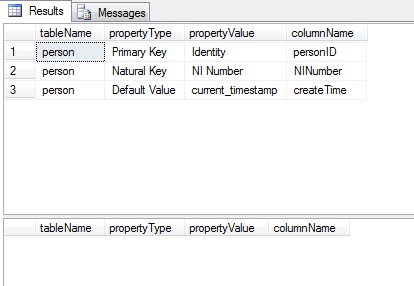 Results Messages
tableName propertyType propertyValue columnName
1 person Primary Key Identity personID
2 person Natural Key NI Number NINumber
3 person Default Value current_timestamp createTime
tableName propertyType propertyValue columnName